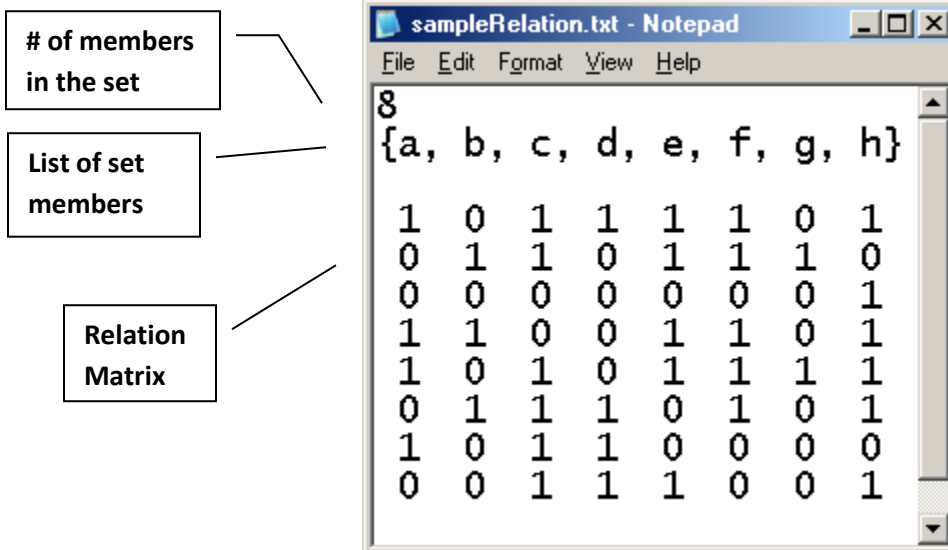 # of members
in the set
List of set
members
Relation
Matrix
sampleRelation.txt - Notepad
File Edit Format View Help
8
{a, b, c, d, e, f, g, h}
1 0 1 1 1 1 0 1
0 1 1 0 1 1 1 0
0 0 0 0 0 0 0 1
1 1 0 0 1 1 0 1
1 0 1 0 1 1 1 1
0 1 1 1 0 1 0 1
1 0 1 1 0 0 0 0
0 0 1 1 1 0 0 1